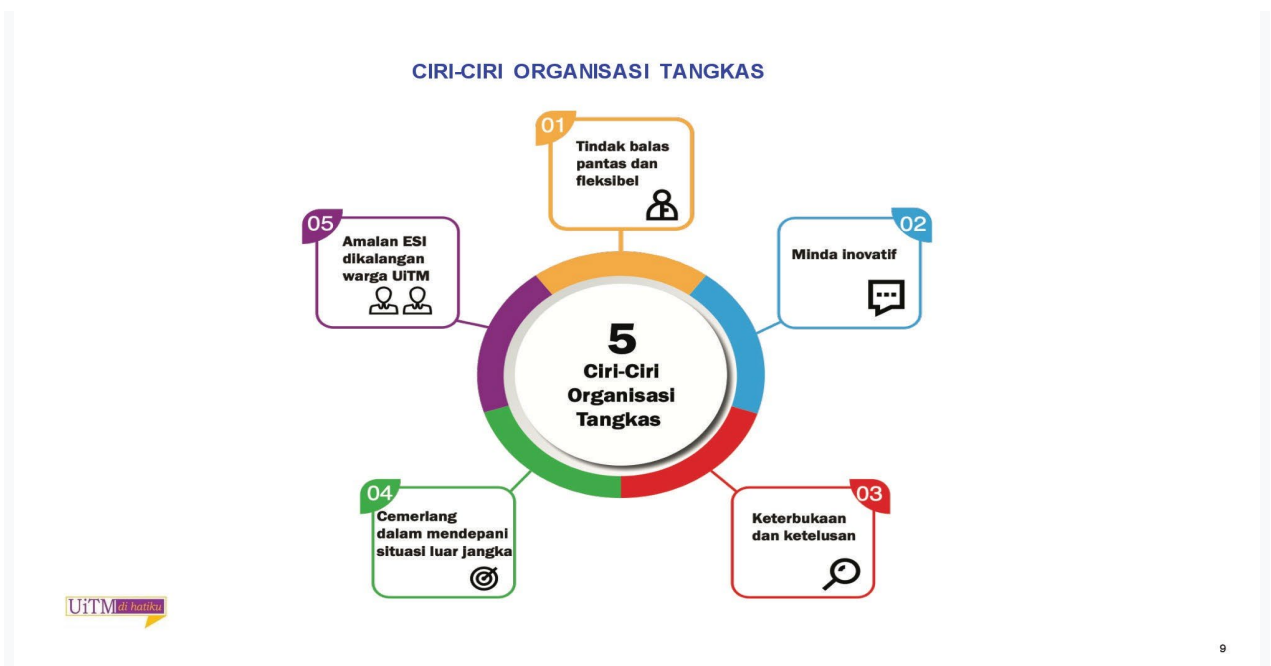 CIRI-CIRI ORGANISASI TANGKAS
01
Tindak balas
pantas dan
fleksibel
02
Minda inovatif
03
Keterbukaan
dan ketelusan
04
Cemerlang
dalam mendepani
situasi luar jangka
05
Amalan ESI
dikalangan
warga UiTM
5
Ciri-Ciri
Organisasi
Tangkas
UiTM di hatiku
9